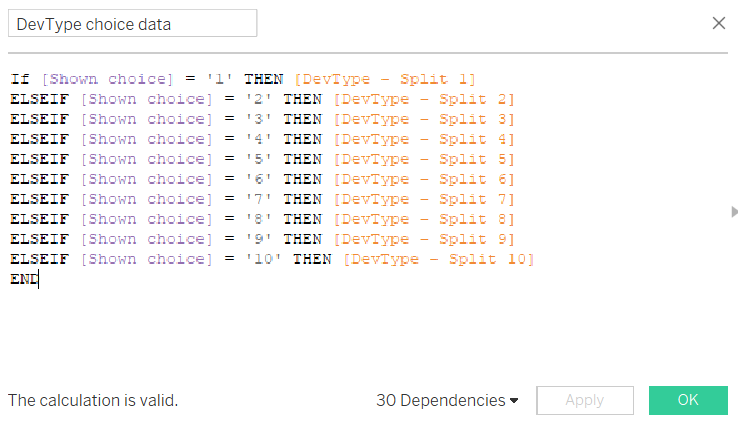 DevType choice data
If [Shown choice] = '1' THEN [DevType - Split 1]
ELSEIF [Shown choice] = '2' THEN [DevType - Split 2]
ELSEIF [Shown choice] = '3' THEN [DevType - Split 3]
ELSEIF [Shown choice] = '4' THEN [DevType - Split 4]
ELSEIF [Shown choice] = '5' THEN [DevType - Split 5]
ELSEIF [Shown choice] = '6' THEN [DevType - Split 6]
ELSEIF [Shown choice] = '7' THEN [DevType - Split 7]
ELSEIF [Shown choice] = '8' THEN [DevType - Split 8]
ELSEIF [Shown choice] = '9' THEN [DevType - Split 9]
ELSEIF [Shown choice] = '10' THEN [DevType - Split 10]
END
The calculation is valid. 30 Dependencies Apply OK